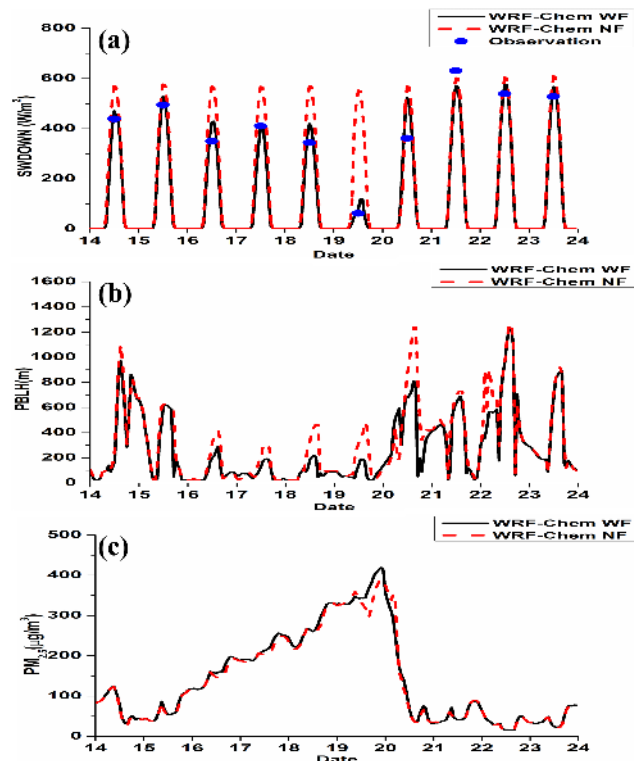 (a)
WRF-Chem WF
WRF-Chem NF
Observation
SWDOWN (W/m²)
800
600
400
200
0
14 15 16 17 18 19 20 21 22 23 24
Date
(b)
WRF-Chem WF
WRF-Chem NF
PBLH(m)
1600
1400
1200
1000
800
600
400
200
0
14 15 16 17 18 19 20 21 22 23 24
Date
(c)
WRF-Chem WF
WRF-Chem NF
500
400
300
200
100
0
14 15 16 17 18 19 20 21 22 23 24
Date